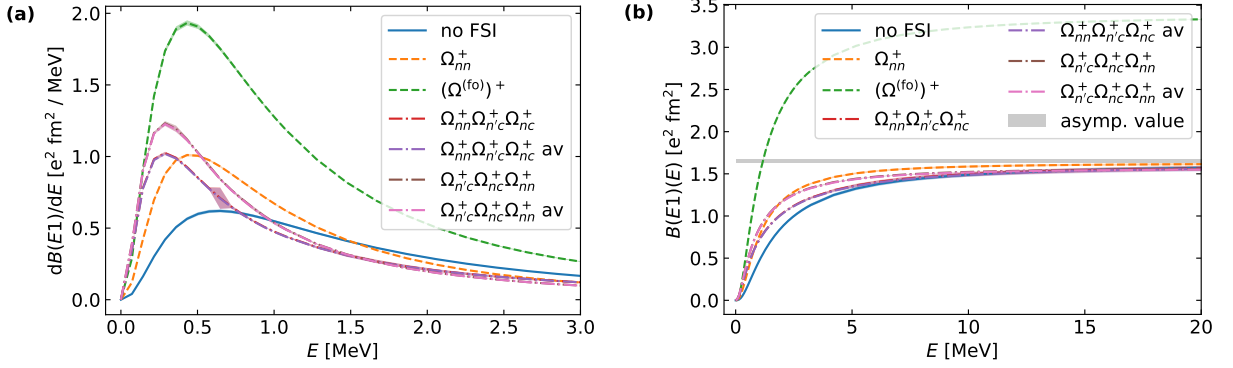 (a)
dB(E1)/dE [e² fm² / MeV]
2.0
1.5
1.0
0.5
0.0
0.0 0.5 1.0 1.5 2.0 2.5 3.0
E [MeV]
no FSI
Ω⁺ₙₙ
(Ω⁽ᶠᵒ⁾)⁺
Ω⁺ₙₙΩ⁺ₙ′cΩ⁺ₙc
Ω⁺ₙₙΩ⁺ₙ′cΩ⁺ₙc av
Ω⁺ₙ′cΩ⁺ₙcΩ⁺ₙₙ
Ω⁺ₙ′cΩ⁺ₙcΩ⁺ₙₙ av
(b)
B(E1)(E) [e² fm²]
3.5
3.0
2.5
2.0
1.5
1.0
0.5
0.0
0 5 10 15 20
E [MeV]
no FSI
Ω⁺ₙₙ
(Ω⁽ᶠᵒ⁾)⁺
Ω⁺ₙₙΩ⁺ₙ′cΩ⁺ₙc
Ω⁺ₙₙΩ⁺ₙ′cΩ⁺ₙc av
Ω⁺ₙ′cΩ⁺ₙcΩ⁺ₙₙ
Ω⁺ₙ′cΩ⁺ₙcΩ⁺ₙₙ av
asymp. value